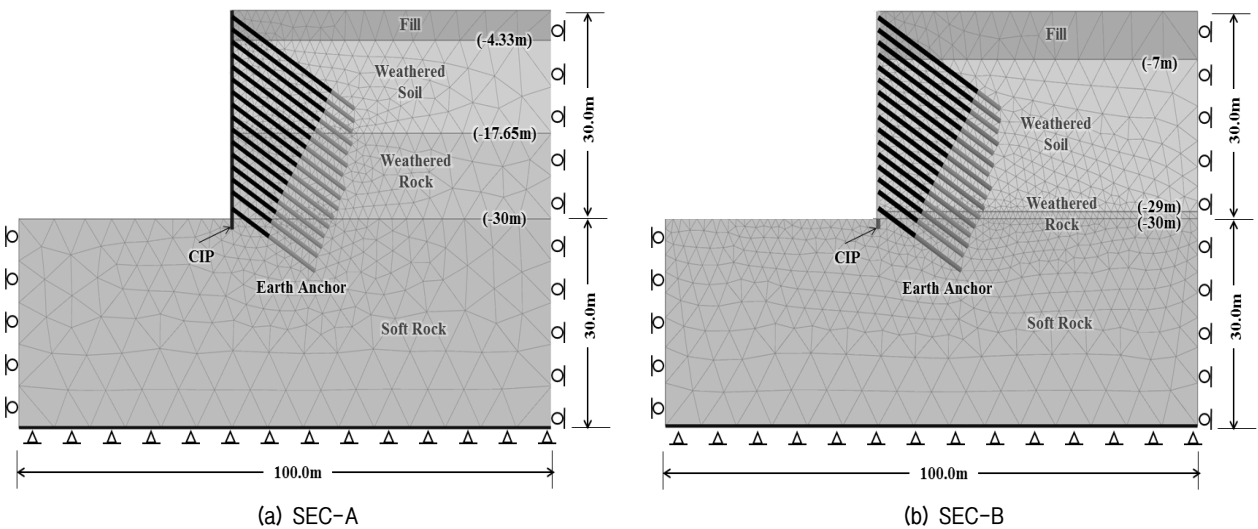 Fill
(-4.33m)
Weathered
Soil
(-17.65m)
Weathered
Rock
(-30m)
CIP
Earth Anchor
Soft Rock
30.0m
30.0m
100.0m
(a) SEC-A
Fill
(-7m)
Weathered
Soil
Weathered
Rock
(-29m)
(-30m)
CIP
Earth Anchor
Soft Rock
30.0m
30.0m
100.0m
(b) SEC-B